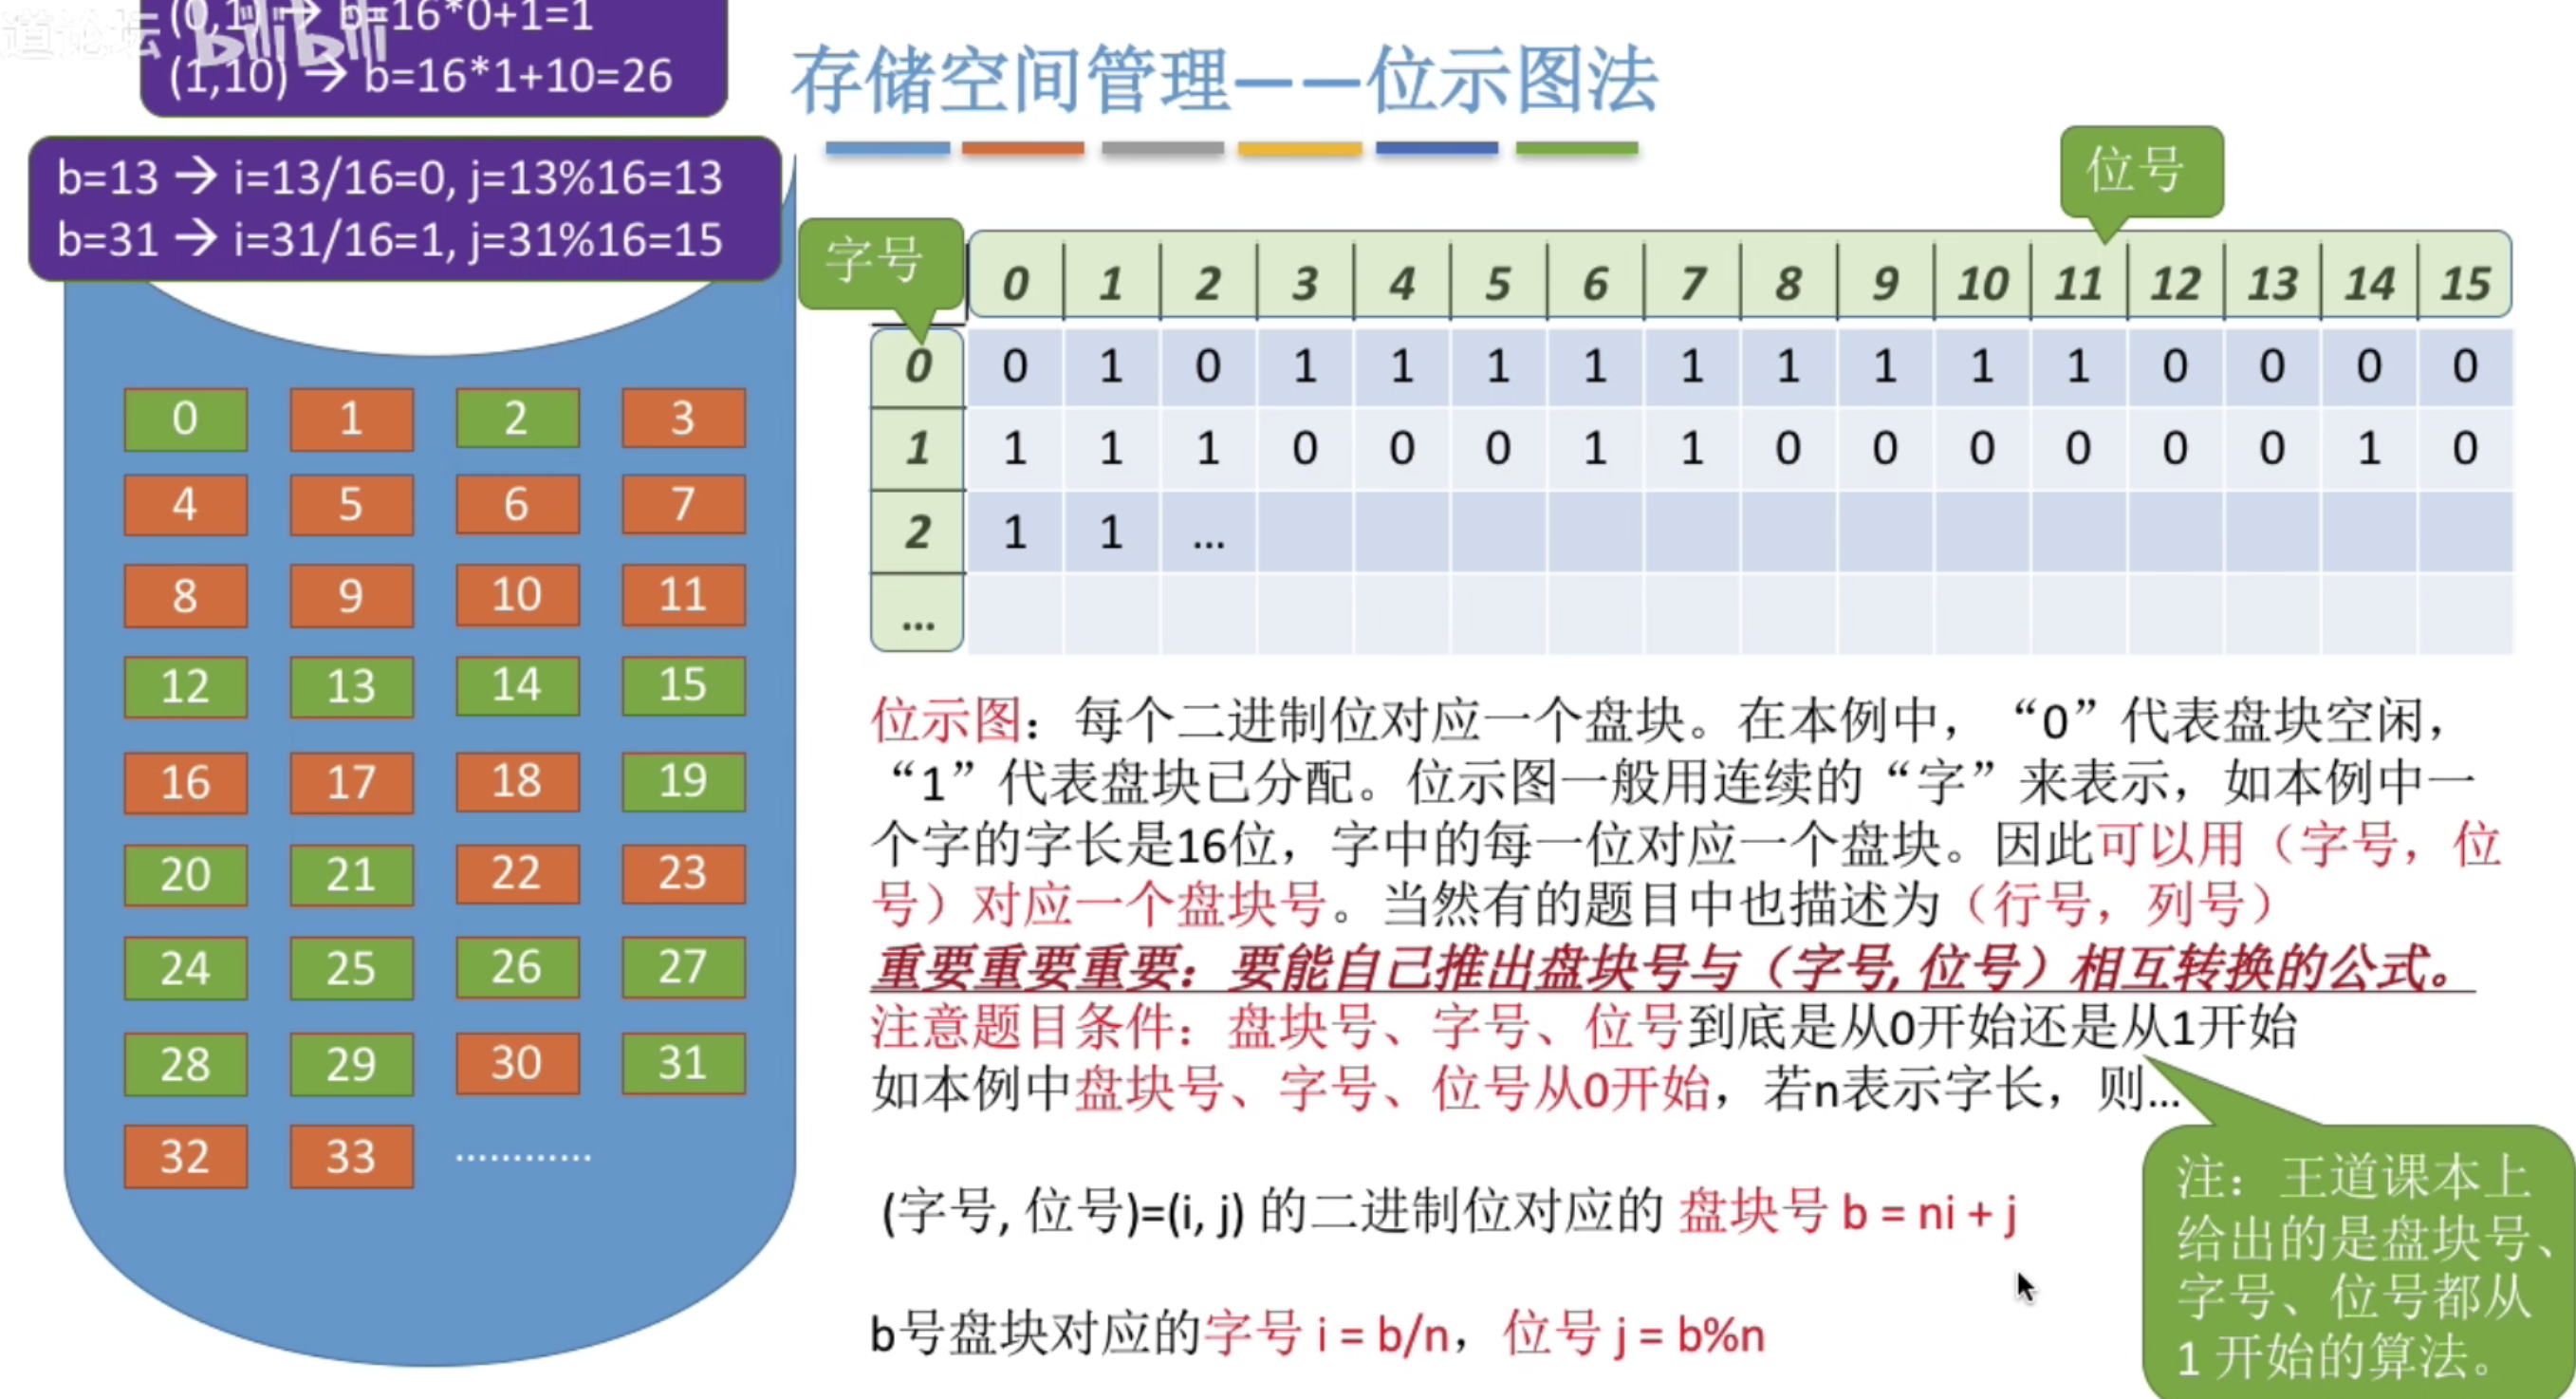 道论坛 bilibili
(0,1) → b=16*0+1=1
(1,10) → b=16*1+10=26
存储空间管理——位示图法
b=13 → i=13/16=0, j=13%16=13
b=31 → i=31/16=1, j=31%16=15
位号
字号
0 1 2 3 4 5 6 7 8 9 10 11 12 13 14 15
0 0 1 0 1 1 1 1 1 1 1 1 1 0 0 0 0
1 1 1 1 0 0 0 1 1 0 0 0 0 0 0 1 0
2 1 1 ...
...
0 1 2 3
4 5 6 7
8 9 10 11
12 13 14 15
16 17 18 19
20 21 22 23
24 25 26 27
28 29 30 31
32 33 ............
位示图：每个二进制位对应一个盘块。在本例中，“0”代表盘块空闲，
“1”代表盘块已分配。位示图一般用连续的“字”来表示，如本例中一
个字的字长是16位，字中的每一位对应一个盘块。因此可以用（字号，位
号）对应一个盘块号。当然有的题目中也描述为（行号，列号）
重要重要重要：要能自己推出盘块号与（字号, 位号）相互转换的公式。
注意题目条件：盘块号、字号、位号到底是从0开始还是从1开始
如本例中盘块号、字号、位号从0开始，若n表示字长，则...
(字号, 位号)=(i, j) 的二进制位对应的 盘块号 b = ni + j
b号盘块对应的字号 i = b/n，位号 j = b%n
注：王道课本上
给出的是盘块号、
字号、位号都从
1 开始的算法。